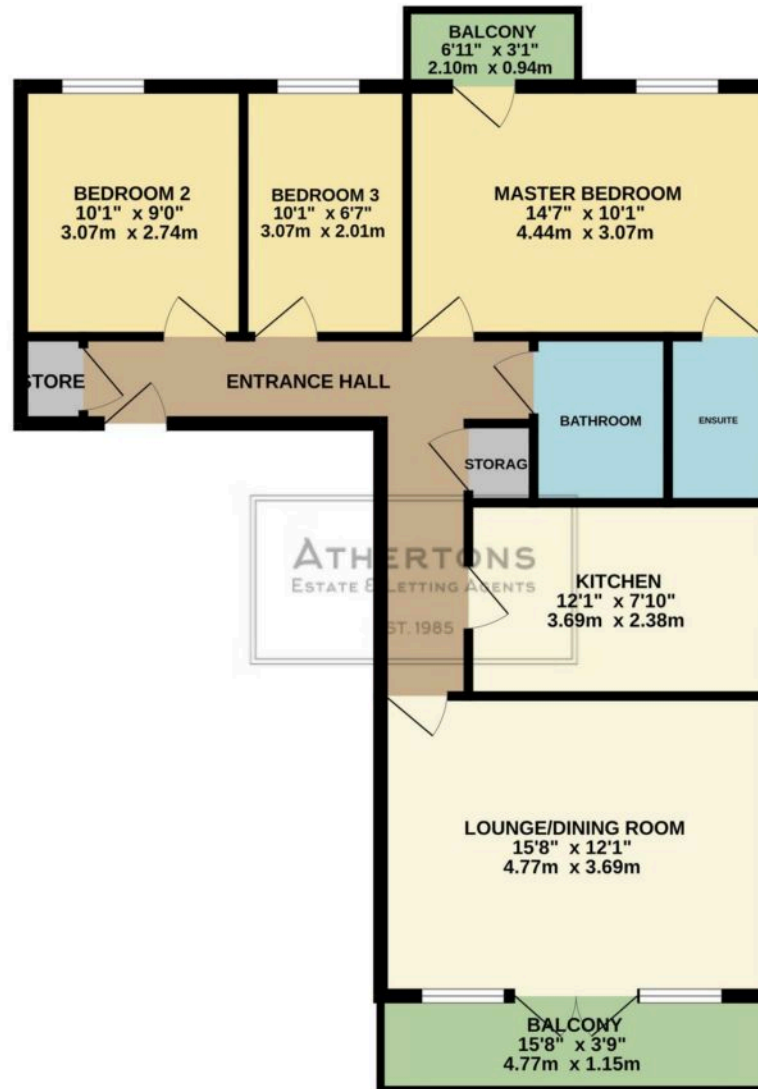 BALCONY
6'11" x 3'1"
2.10m x 0.94m
BEDROOM 2
10'1" x 9'0"
3.07m x 2.74m
BEDROOM 3
10'1" x 6'7"
3.07m x 2.01m
MASTER BEDROOM
14'7" x 10'1"
4.44m x 3.07m
STORE
ENTRANCE HALL
BATHROOM
ENSUITE
STORAG
ATHERTONS
ESTATE & LETTING AGENTS
EST. 1985
KITCHEN
12'1" x 7'10"
3.69m x 2.38m
LOUNGE/DINING ROOM
15'8" x 12'1"
4.77m x 3.69m
BALCONY
15'8" x 3'9"
4.77m x 1.15m